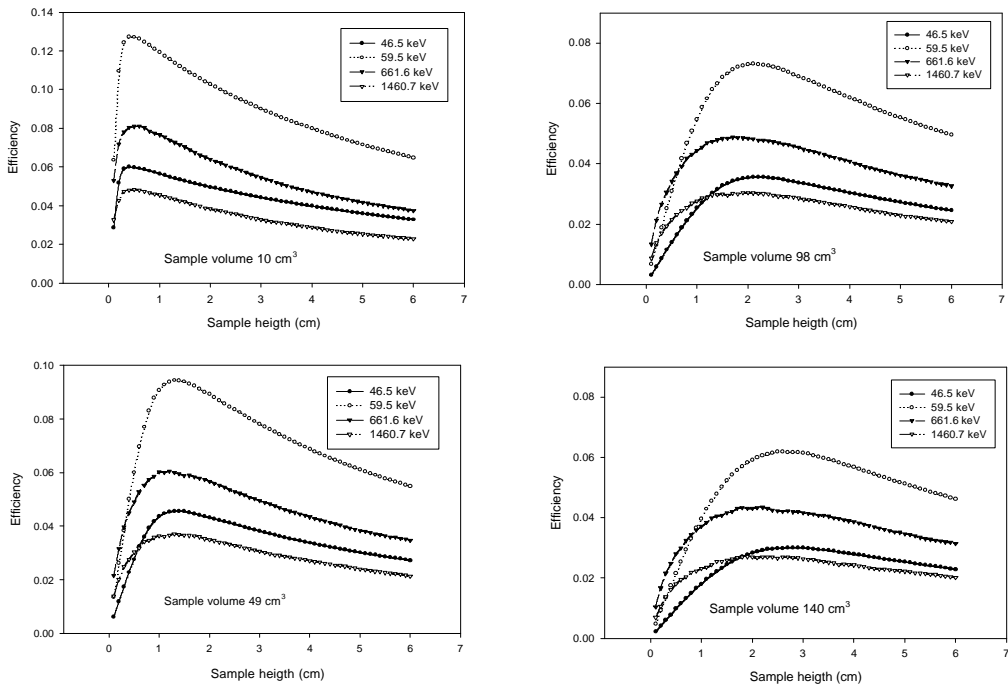 0.14
0.12
0.10
0.08
0.06
0.04
0.02
0.00
Efficiency
46.5 keV
59.5 keV
661.6 keV
1460.7 keV
Sample volume 10 cm³
0 1 2 3 4 5 6 7
Sample heigth (cm)
0.08
0.06
0.04
0.02
0.00
Efficiency
46.5 keV
59.5 keV
661.6 keV
1460.7 keV
Sample volume 98 cm³
0 1 2 3 4 5 6 7
Sample heigth (cm)
0.10
0.08
0.06
0.04
0.02
0.00
Efficiency
46.5 keV
59.5 keV
661.6 keV
1460.7 keV
Sample volume 49 cm³
0 1 2 3 4 5 6 7
Sample heigth (cm)
0.08
0.06
0.04
0.02
0.00
Efficiency
46.5 keV
59.5 keV
661.6 keV
1460.7 keV
Sample volume 140 cm³
0 1 2 3 4 5 6 7
Sample heigth (cm)